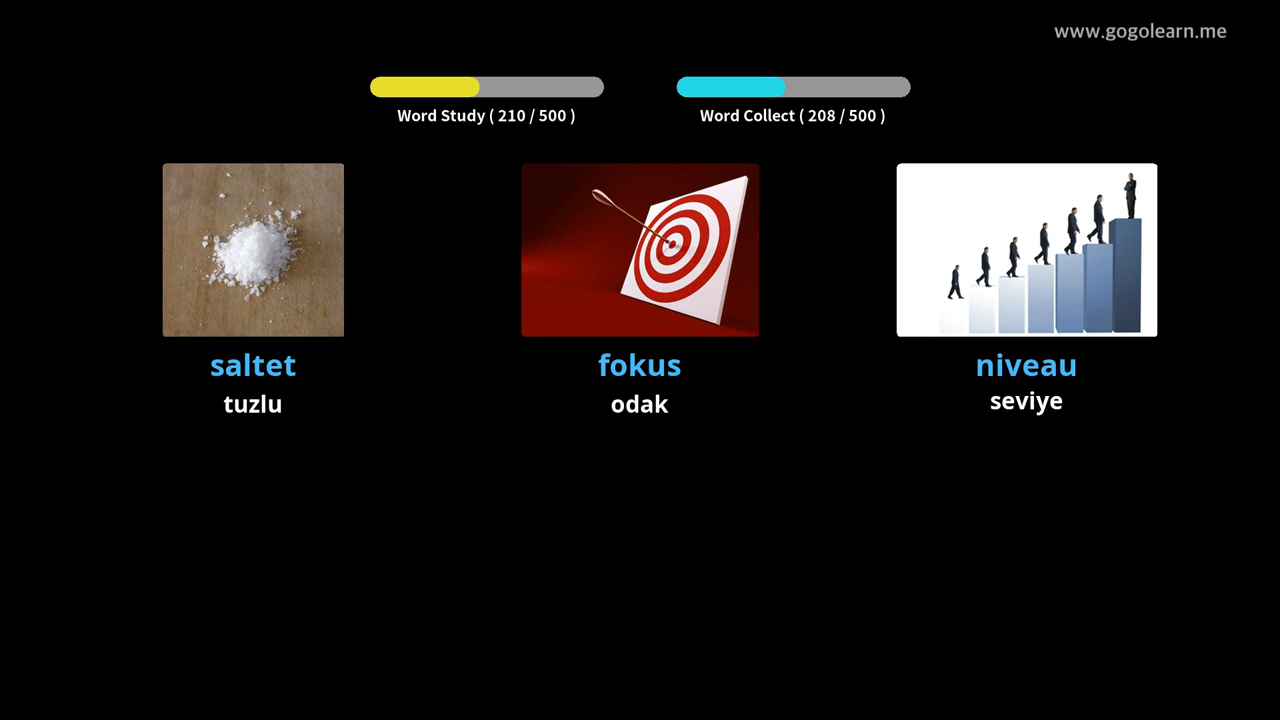 www.gogolearn.me
Word Study ( 210 / 500 )
Word Collect ( 208 / 500 )
saltet
tuzlu
fokus
odak
niveau
seviye